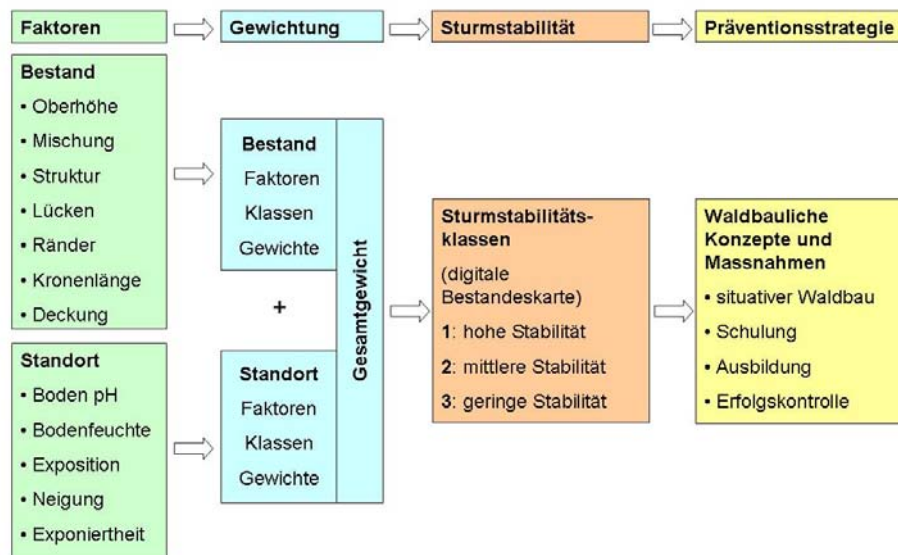 Faktoren
Gewichtung
Sturmstabilität
Präventionsstrategie
Bestand
• Oberhöhe
• Mischung
• Struktur
• Lücken
• Ränder
• Kronenlänge
• Deckung
Standort
• Boden pH
• Bodenfeuchte
• Exposition
• Neigung
• Exponiertheit
Bestand
Faktoren
Klassen
Gewichte
+
Standort
Faktoren
Klassen
Gewichte
Gesamtgewicht
Sturmstabilitäts-
klassen
(digitale
Bestandeskarte)
1: hohe Stabilität
2: mittlere Stabilität
3: geringe Stabilität
Waldbauliche
Konzepte und
Massnahmen
• situativer Waldbau
• Schulung
• Ausbildung
• Erfolgskontrolle